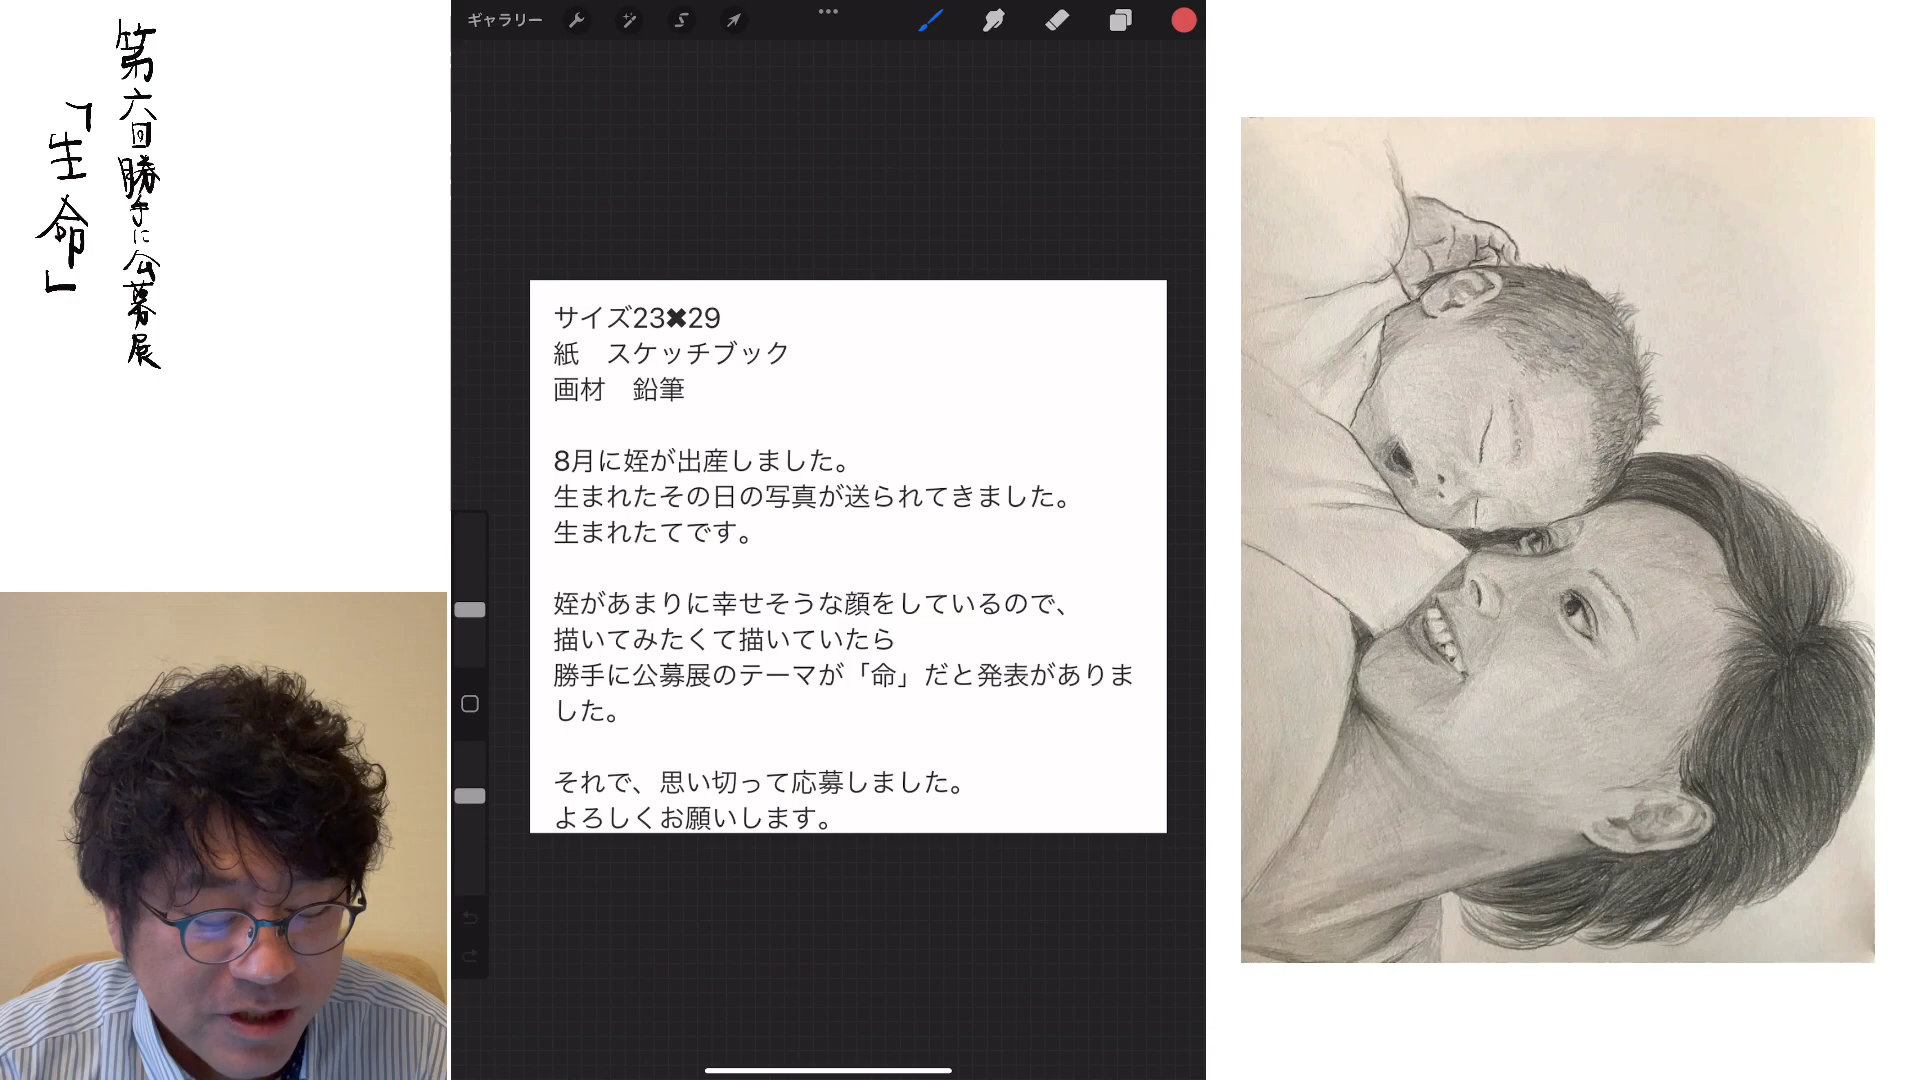 第六回勝手に公募展
「生命」
ギャラリー
サイズ23✖29
紙　スケッチブック
画材　鉛筆
8月に姪が出産しました。
生まれたその日の写真が送られてきました。
生まれたてです。
姪があまりに幸せそうな顔をしているので、
描いてみたくて描いていたら
勝手に公募展のテーマが「命」だと発表がありま
した。
それで、思い切って応募しました。
よろしくお願いします。